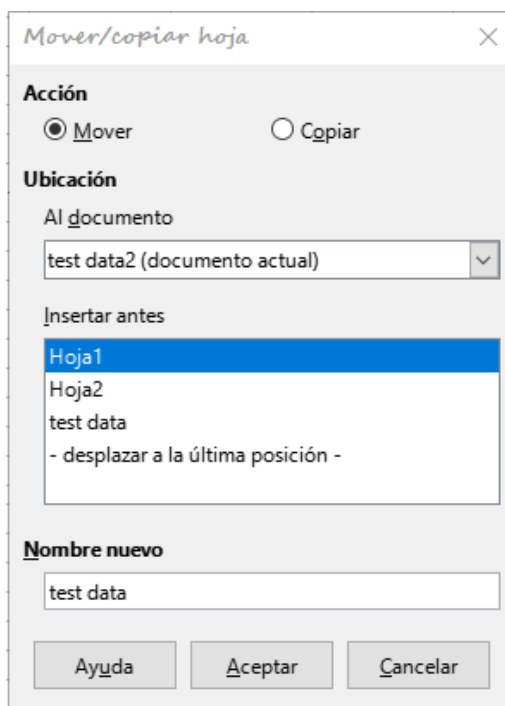 Mover/copiar hoja
Acción
Mover Copiar
Ubicación
Al documento
test data2 (documento actual)
Insertar antes
Hoja1
Hoja2
test data
- desplazar a la última posición -
Nombre nuevo
test data
Ayuda Aceptar Cancelar